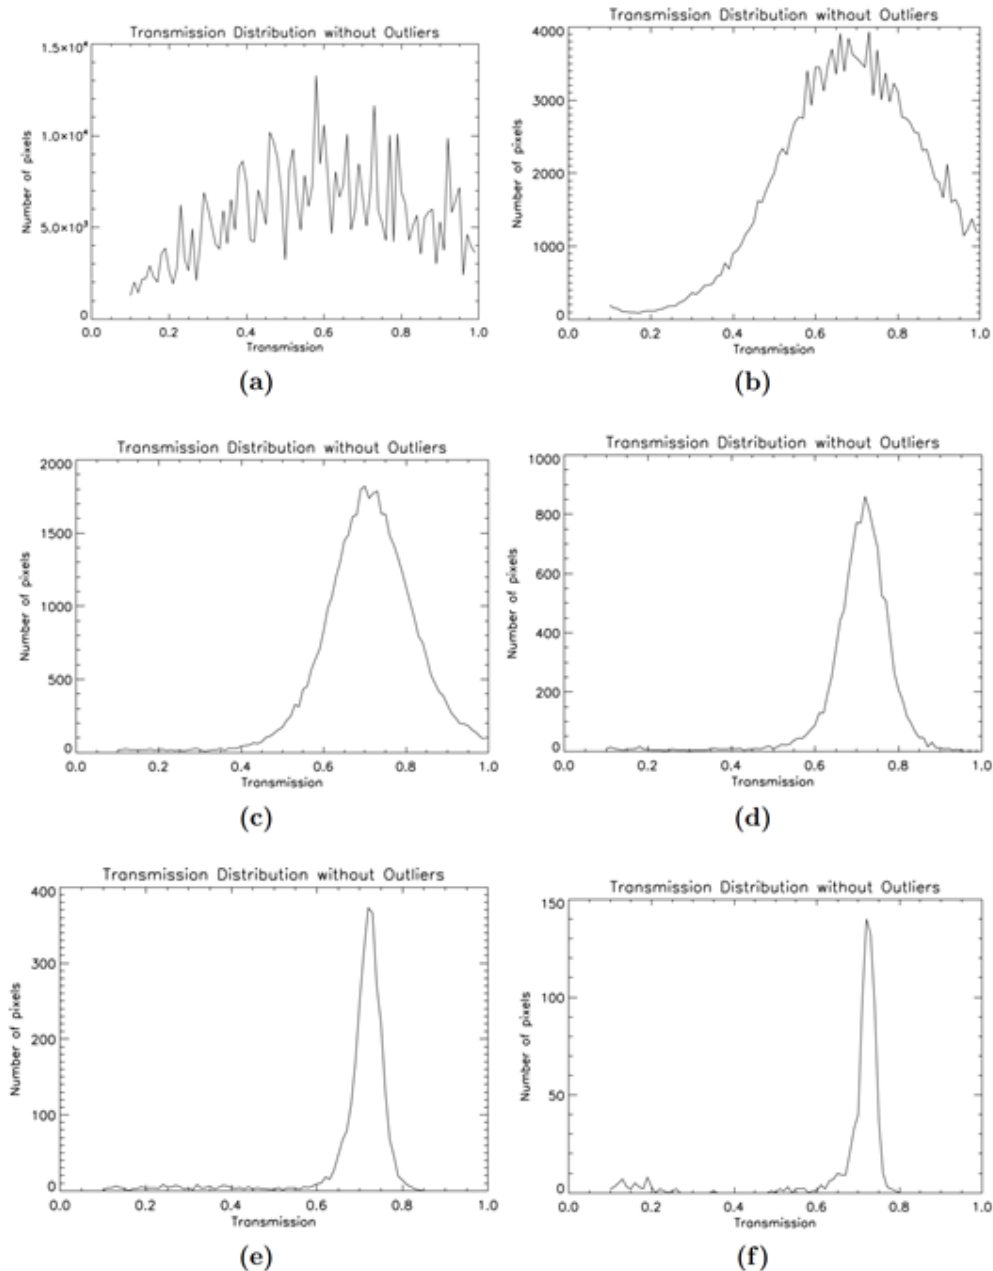 Transmission Distribution without Outliers
1.5×10⁴
1.0×10⁴
5.0×10³
0
Number of pixels
0.0 0.2 0.4 0.6 0.8 1.0
Transmission
(a)
Transmission Distribution without Outliers
4000
3000
2000
1000
0
Number of pixels
0.0 0.2 0.4 0.6 0.8 1.0
Transmission
(b)
Transmission Distribution without Outliers
2000
1500
1000
500
0
Number of pixels
0.0 0.2 0.4 0.6 0.8 1.0
Transmission
(c)
Transmission Distribution without Outliers
1000
800
600
400
200
0
Number of pixels
0.0 0.2 0.4 0.6 0.8 1.0
Transmission
(d)
Transmission Distribution without Outliers
400
300
200
100
0
Number of pixels
0.0 0.2 0.4 0.6 0.8 1.0
Transmission
(e)
Transmission Distribution without Outliers
150
100
50
0
Number of pixels
0.0 0.2 0.4 0.6 0.8 1.0
Transmission
(f)